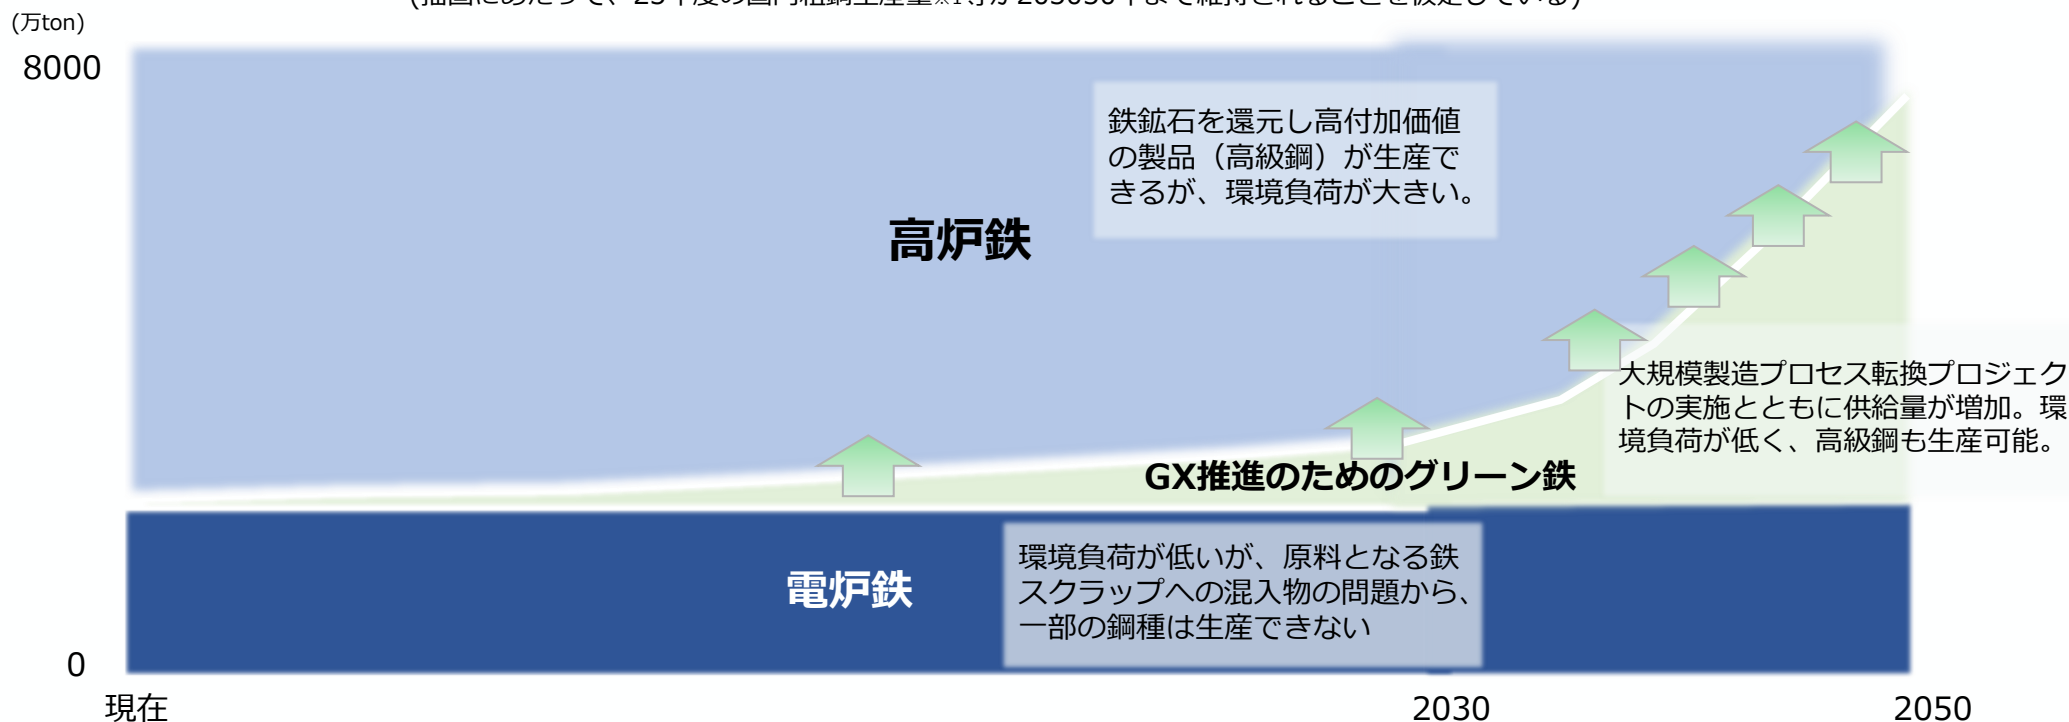 (万ton)
8000
鉄鉱石を還元し高付加価値
の製品（高級鋼）が生産で
きるが、環境負荷が大きい。
高炉鉄
大規模製造プロセス転換プロジェク
トの実施とともに供給量が増加。環
境負荷が低く、高級鋼も生産可能。
GX推進のためのグリーン鉄
環境負荷が低いが、原料となる鉄
スクラップへの混入物の問題から、
一部の鋼種は生産できない
電炉鉄
0
現在
2030
2050